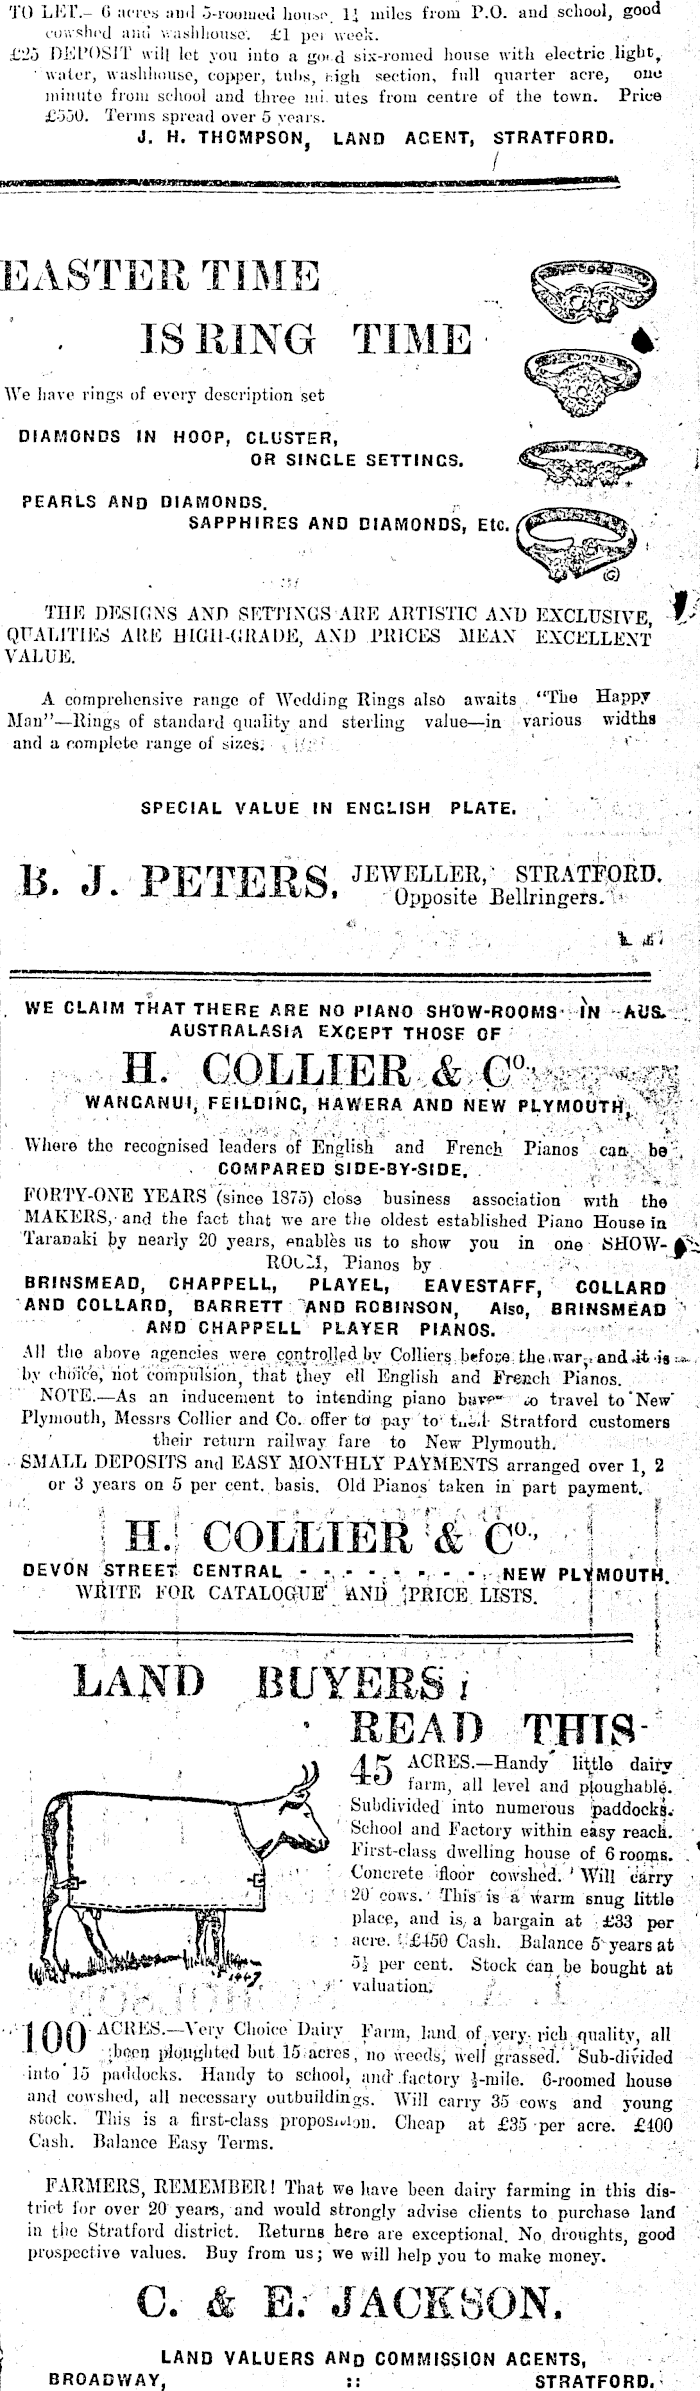 TO LET.— 6 acres and 5-roomed house, 1¼ miles from P.O. and school, good
cowshed and washhouse. £1 per week.
£25 DEPOSIT will let you into a good six-romed house with electric light,
water, washhouse, copper, tubs, high section, full quarter acre, one
minute from school and three mi utes from centre of the town. Price
£550. Terms spread over 5 years.
J. H. THOMPSON, LAND AGENT, STRATFORD.
EASTER TIME
IS RING TIME
We have rings of every description set
DIAMONDS IN HOOP, CLUSTER,
OR SINGLE SETTINGS.
PEARLS AND DIAMONDS.
SAPPHIRES AND DIAMONDS, Etc.
THE DESIGNS AND SETTINGS ARE ARTISTIC AND EXCLUSIVE,
QUALITIES ARE HIGH-GRADE, AND PRICES MEAN EXCELLENT
VALUE.
A comprehensive range of Wedding Rings also awaits "The Happy
Man"—Rings of standard quality and sterling value—in various widths
and a complete range of sizes.
SPECIAL VALUE IN ENGLISH PLATE.
B. J. PETERS, JEWELLER, STRATFORD.
Opposite Bellringers.
WE CLAIM THAT THERE ARE NO PIANO SHOW-ROOMS IN AUS.
AUSTRALASIA EXCEPT THOSE OF
H. COLLIER & Co.,
WANGANUI, FEILDING, HAWERA AND NEW PLYMOUTH,
Where the recognised leaders of English and French Pianos can be
COMPARED SIDE-BY-SIDE.
FORTY-ONE YEARS (since 1875) close business association with the
MAKERS, and the fact that we are the oldest established Piano House in
Taranaki by nearly 20 years, enables us to show you in one SHOW-
ROOM, Pianos by
BRINSMEAD, CHAPPELL, PLAYEL, EAVESTAFF, COLLARD
AND COLLARD, BARRETT AND ROBINSON, Also, BRINSMEAD
AND CHAPPELL PLAYER PIANOS.
All the above agencies were controlled by Colliers before the war, and it is
by choice, not compulsion, that they ell English and French Pianos.
NOTE.—As an inducement to intending piano buyers to travel to New
Plymouth, Messrs Collier and Co. offer to pay to their Stratford customers
their return railway fare to New Plymouth.
SMALL DEPOSITS and EASY MONTHLY PAYMENTS arranged over 1, 2
or 3 years on 5 per cent. basis. Old Pianos taken in part payment.
H. COLLIER & Co.,
DEVON STREET CENTRAL - - - - - - - - NEW PLYMOUTH.
WRITE FOR CATALOGUE AND PRICE LISTS.
LAND BUYERS!
READ THIS
45 ACRES.—Handy little dairy
farm, all level and ploughable.
Subdivided into numerous paddocks.
School and Factory within easy reach.
First-class dwelling house of 6 rooms.
Concrete floor cowshed. Will carry
20 cows. This is a warm snug little
place, and is a bargain at £33 per
acre. £450 Cash. Balance 5 years at
5½ per cent. Stock can be bought at
valuation.
100 ACRES.—Very Choice Dairy Farm, land of very rich quality, all
been ploughted but 15 acres, no weeds, well grassed. Sub-divided
into 15 paddocks. Handy to school, and factory ½-mile. 6-roomed house
and cowshed, all necessary outbuildings. Will carry 35 cows and young
stock. This is a first-class proposition. Cheap at £35 per acre. £400
Cash. Balance Easy Terms.
FARMERS, REMEMBER! That we have been dairy farming in this dis-
trict for over 20 years, and would strongly advise clients to purchase land
in the Stratford district. Returns here are exceptional. No droughts, good
prospective values. Buy from us; we will help you to make money.
C. & E. JACKSON.
LAND VALUERS AND COMMISSION AGENTS,
BROADWAY, :: STRATFORD.